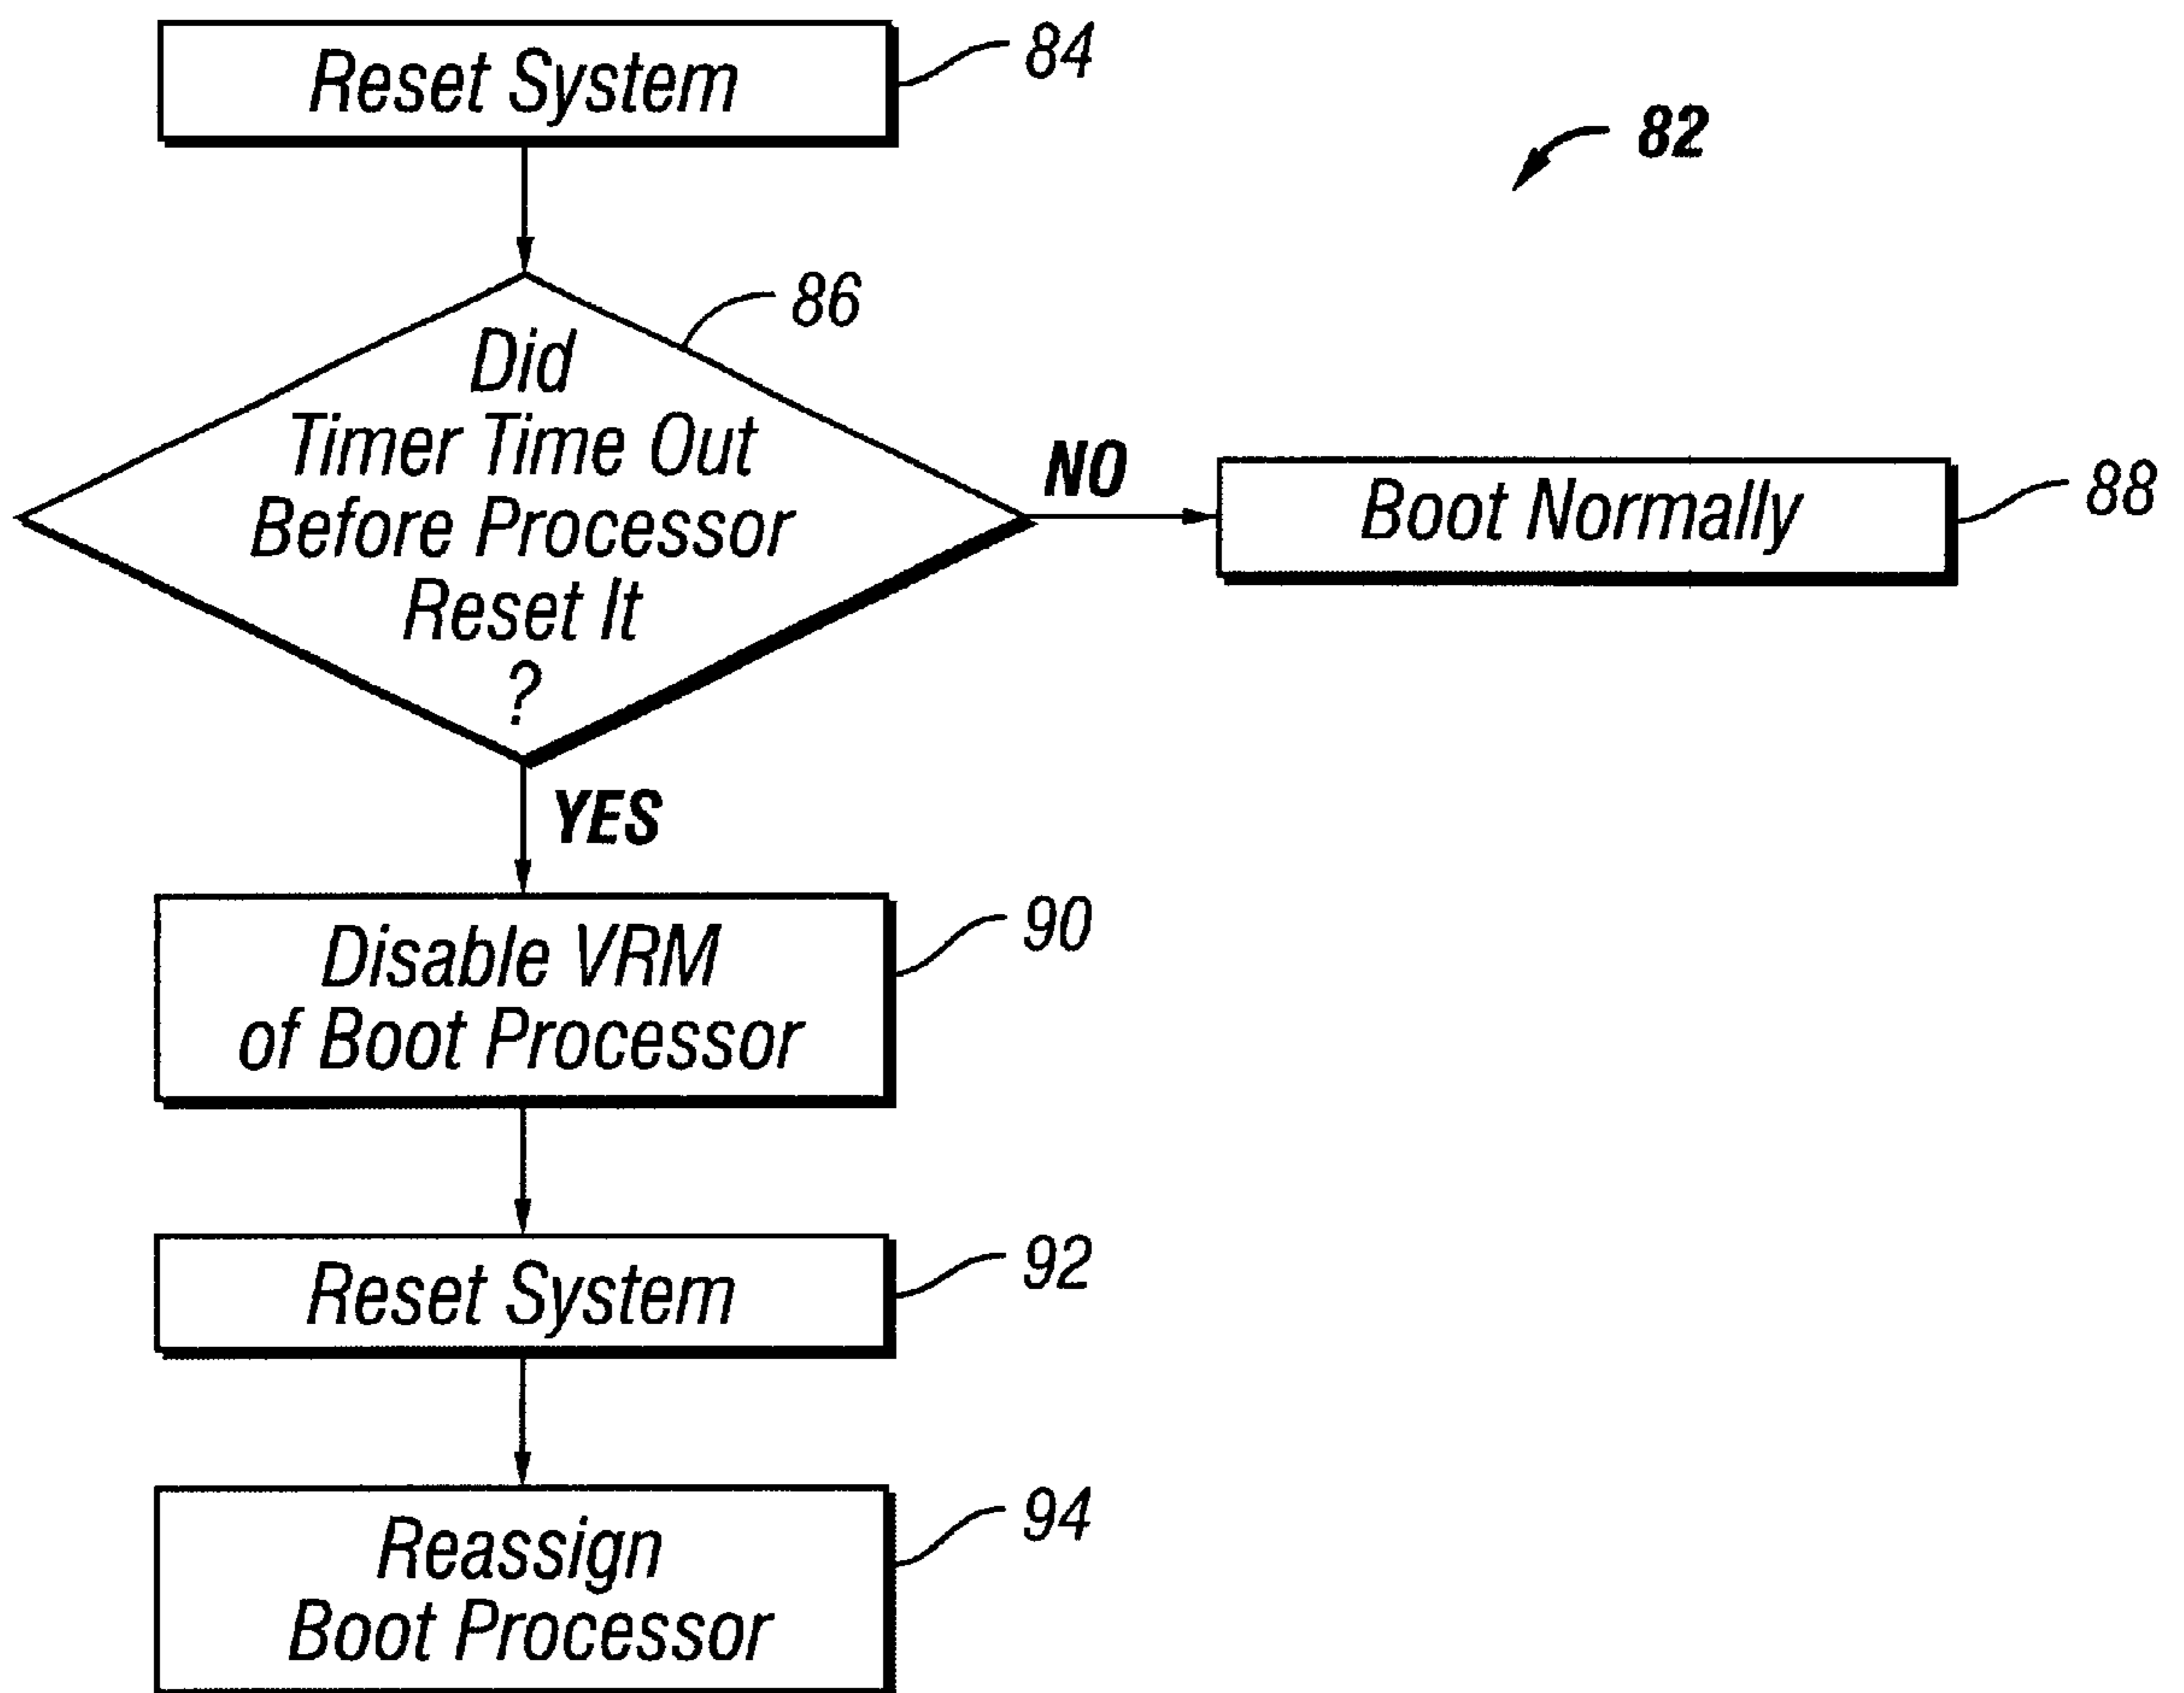 Reset System
84
82
86
Did
Timer Time Out
Before Processor
Reset It
?
NO
Boot Normally
88
YES
Disable VRM
of Boot Processor
90
Reset System
92
Reassign
Boot Processor
94